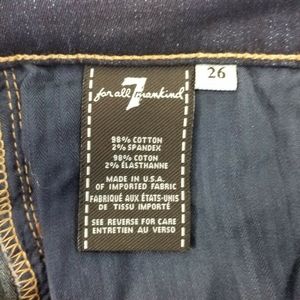 7
for all mankind
26
98% COTTON
2% SPANDEX
98% COTON
2% ÉLASTHANNE
MADE IN U.S.A.
OF IMPORTED FABRIC
FABRIQUÉ AUX ÉTATS-UNIS
DE TISSU IMPORTÉ
SEE REVERSE FOR CARE
ENTRETIEN AU VERSO